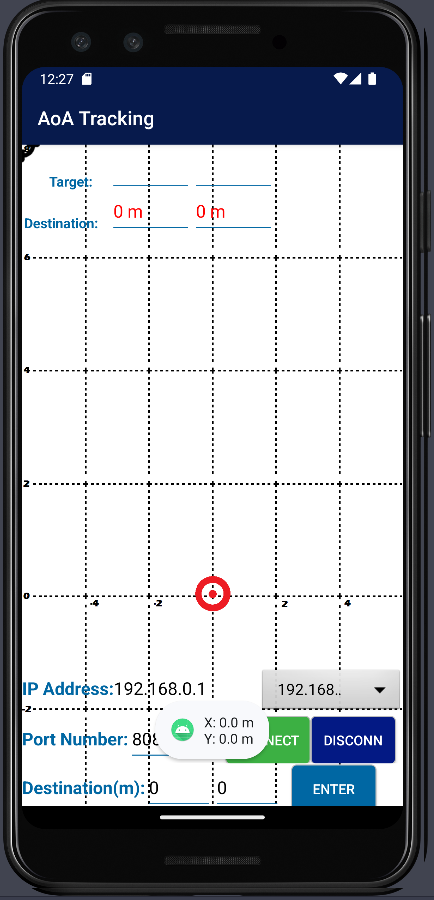 12:27
AoA Tracking
Target:
Destination: 0 m 0 m
6
4
2
0
-4 -2 2 4
IP Address: 192.168.0.1 192.168..
-2
X: 0.0 m
Y: 0.0 m
Port Number: 808 NECT DISCONN
Destination(m): 0 0 ENTER